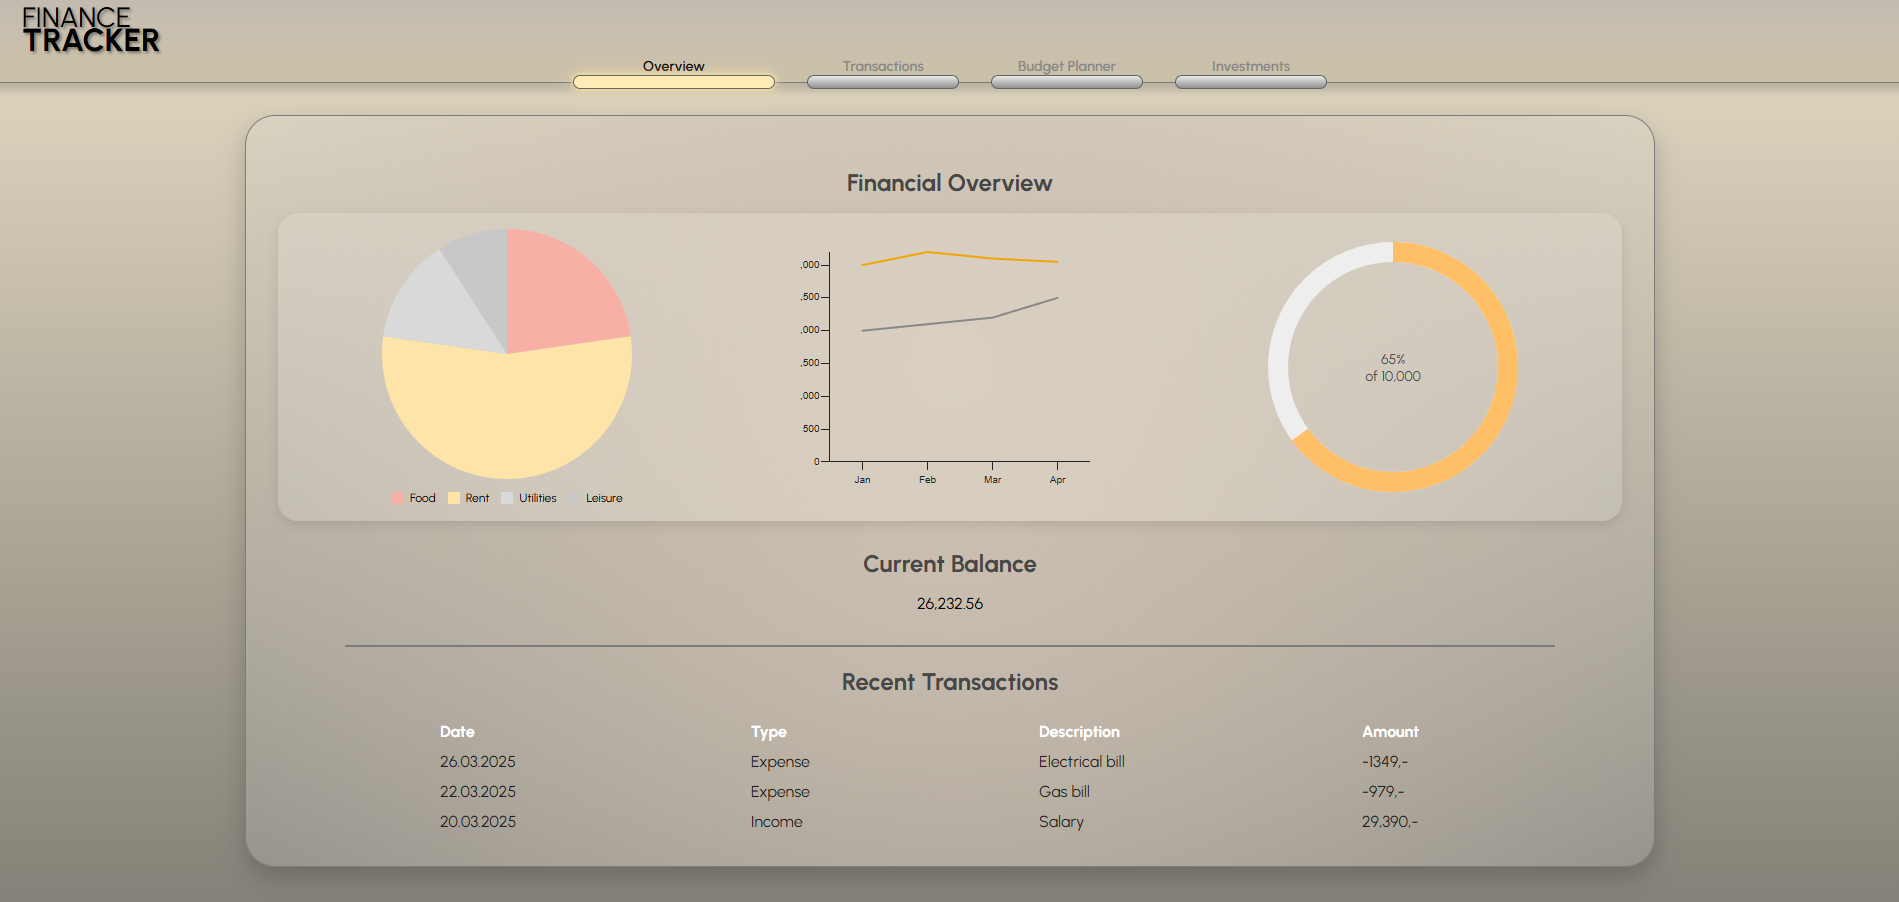 FINANCE
TRACKER
Overview Transactions Budget Planner Investments
Financial Overview
,000
,500
,000
,500
,000
500
0
Jan Feb Mar Apr
Food Rent Utilities Leisure
65%
of 10,000
Current Balance
26,232.56
Recent Transactions
Date Type Description Amount
26.03.2025 Expense Electrical bill -1349,-
22.03.2025 Expense Gas bill -979,-
20.03.2025 Income Salary 29,390,-